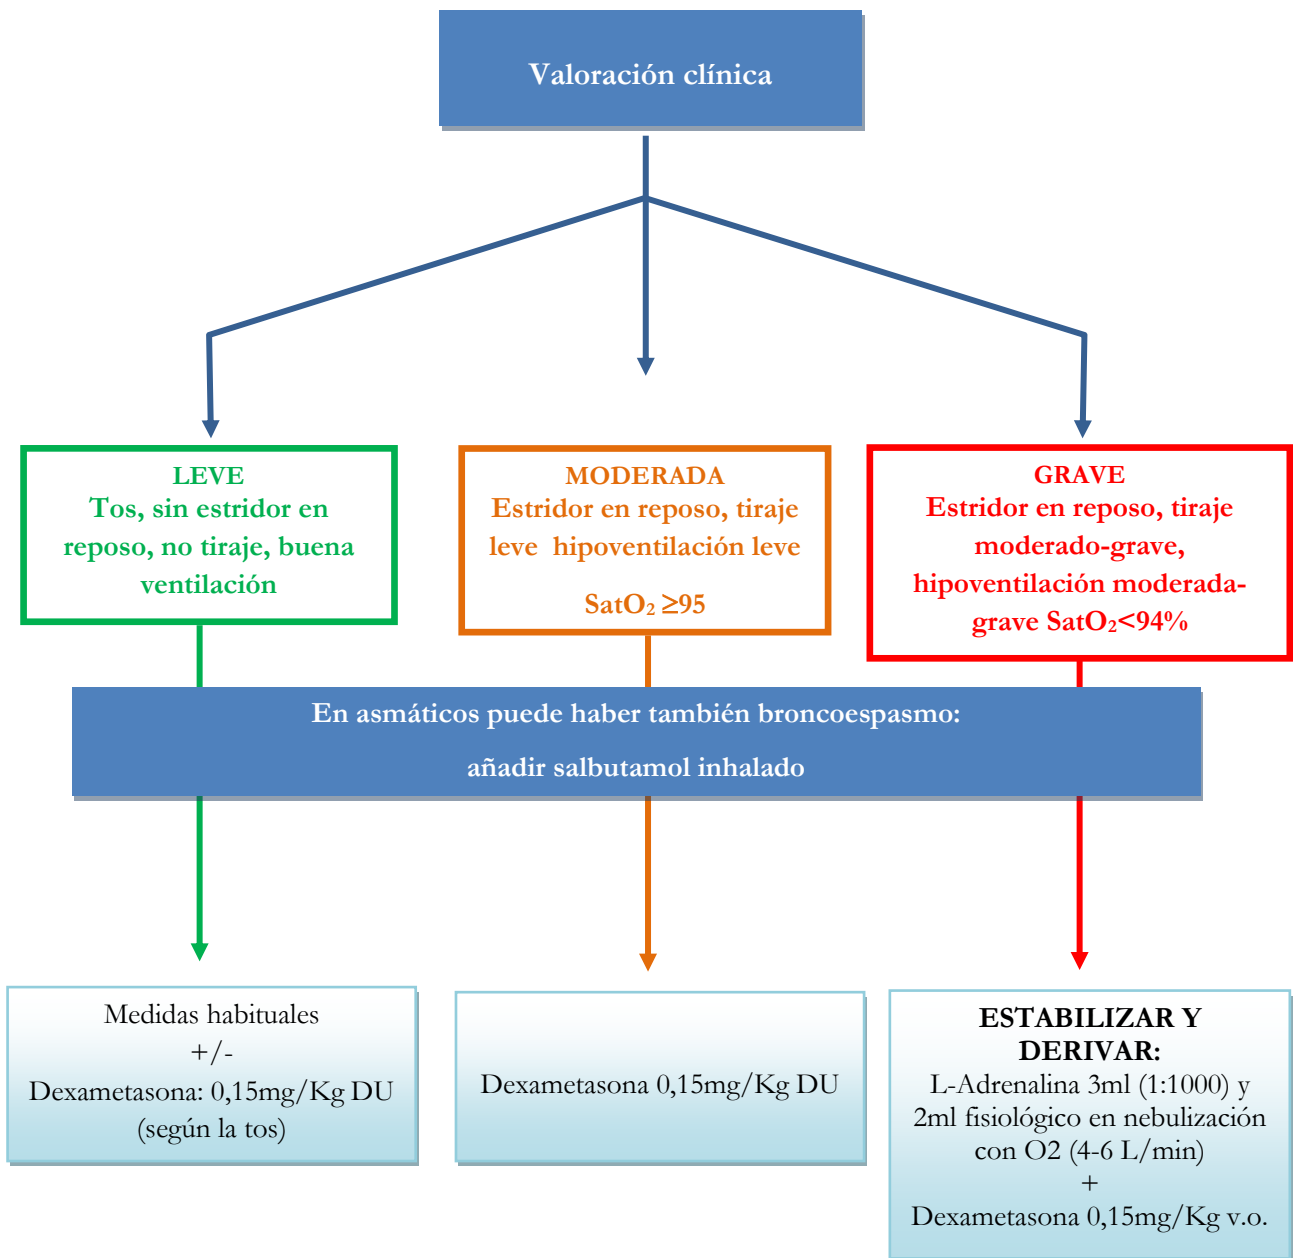 Valoración clínica
LEVE
Tos, sin estridor en
reposo, no tiraje, buena
ventilación
MODERADA
Estridor en reposo, tiraje
leve  hipoventilación leve
SatO₂ ≥95
GRAVE
Estridor en reposo, tiraje
moderado-grave,
hipoventilación moderada-
grave SatO₂<94%
En asmáticos puede haber también broncoespasmo:
añadir salbutamol inhalado
Medidas habituales
+/-
Dexametasona: 0,15mg/Kg DU
(según la tos)
Dexametasona 0,15mg/Kg DU
ESTABILIZAR Y
DERIVAR:
L-Adrenalina 3ml (1:1000) y
2ml fisiológico en nebulización
con O2 (4-6 L/min)
+
Dexametasona 0,15mg/Kg v.o.